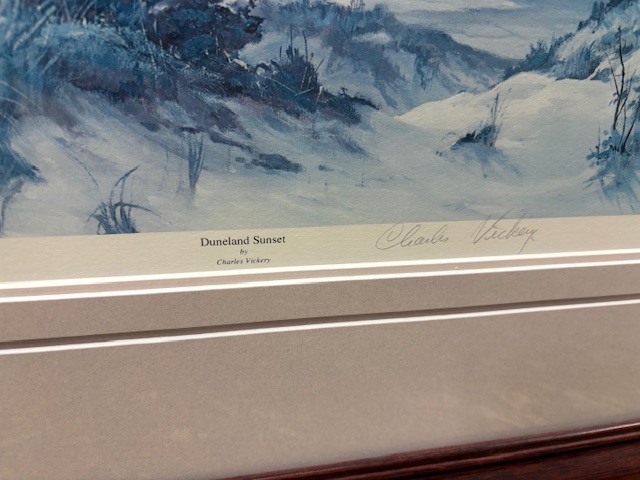 Duneland Sunset
by
Charles Vickery
Charles Vickery